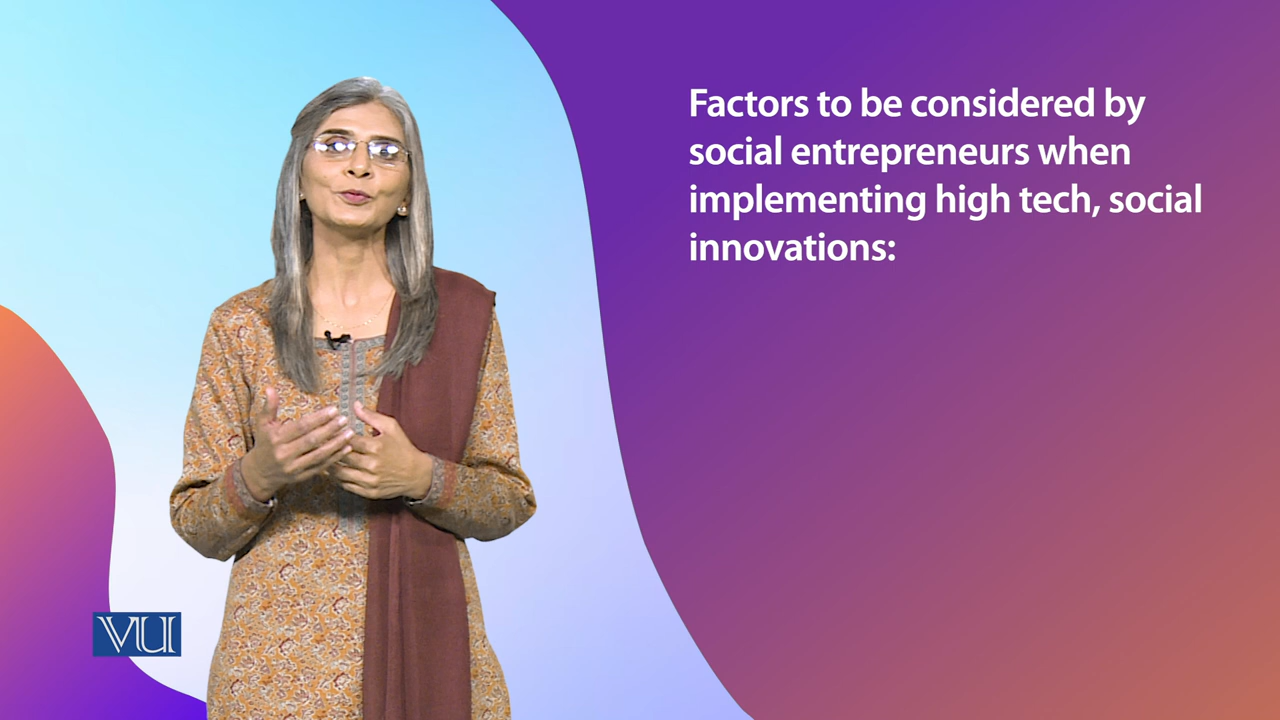 Factors to be considered by
social entrepreneurs when
implementing high tech, social
innovations:
VU